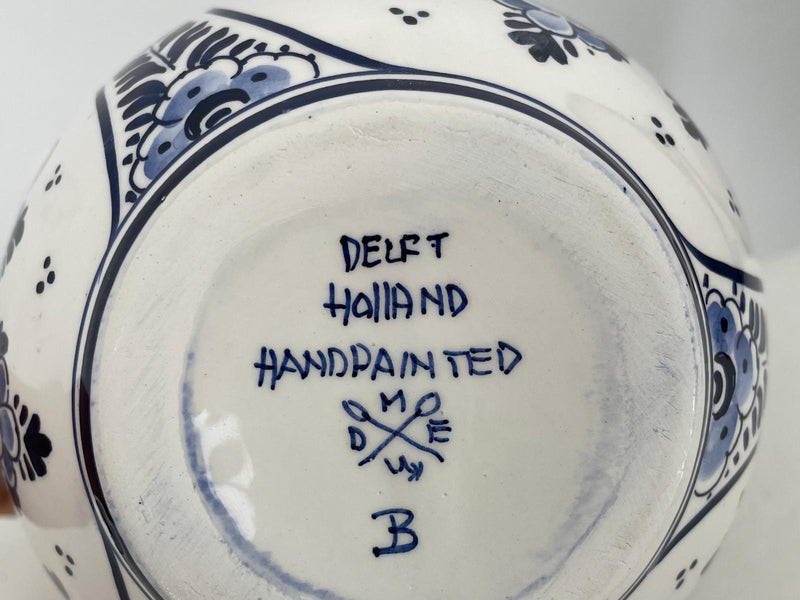 DELFT
HOllAND
HANDPAINTED
M
D E
B